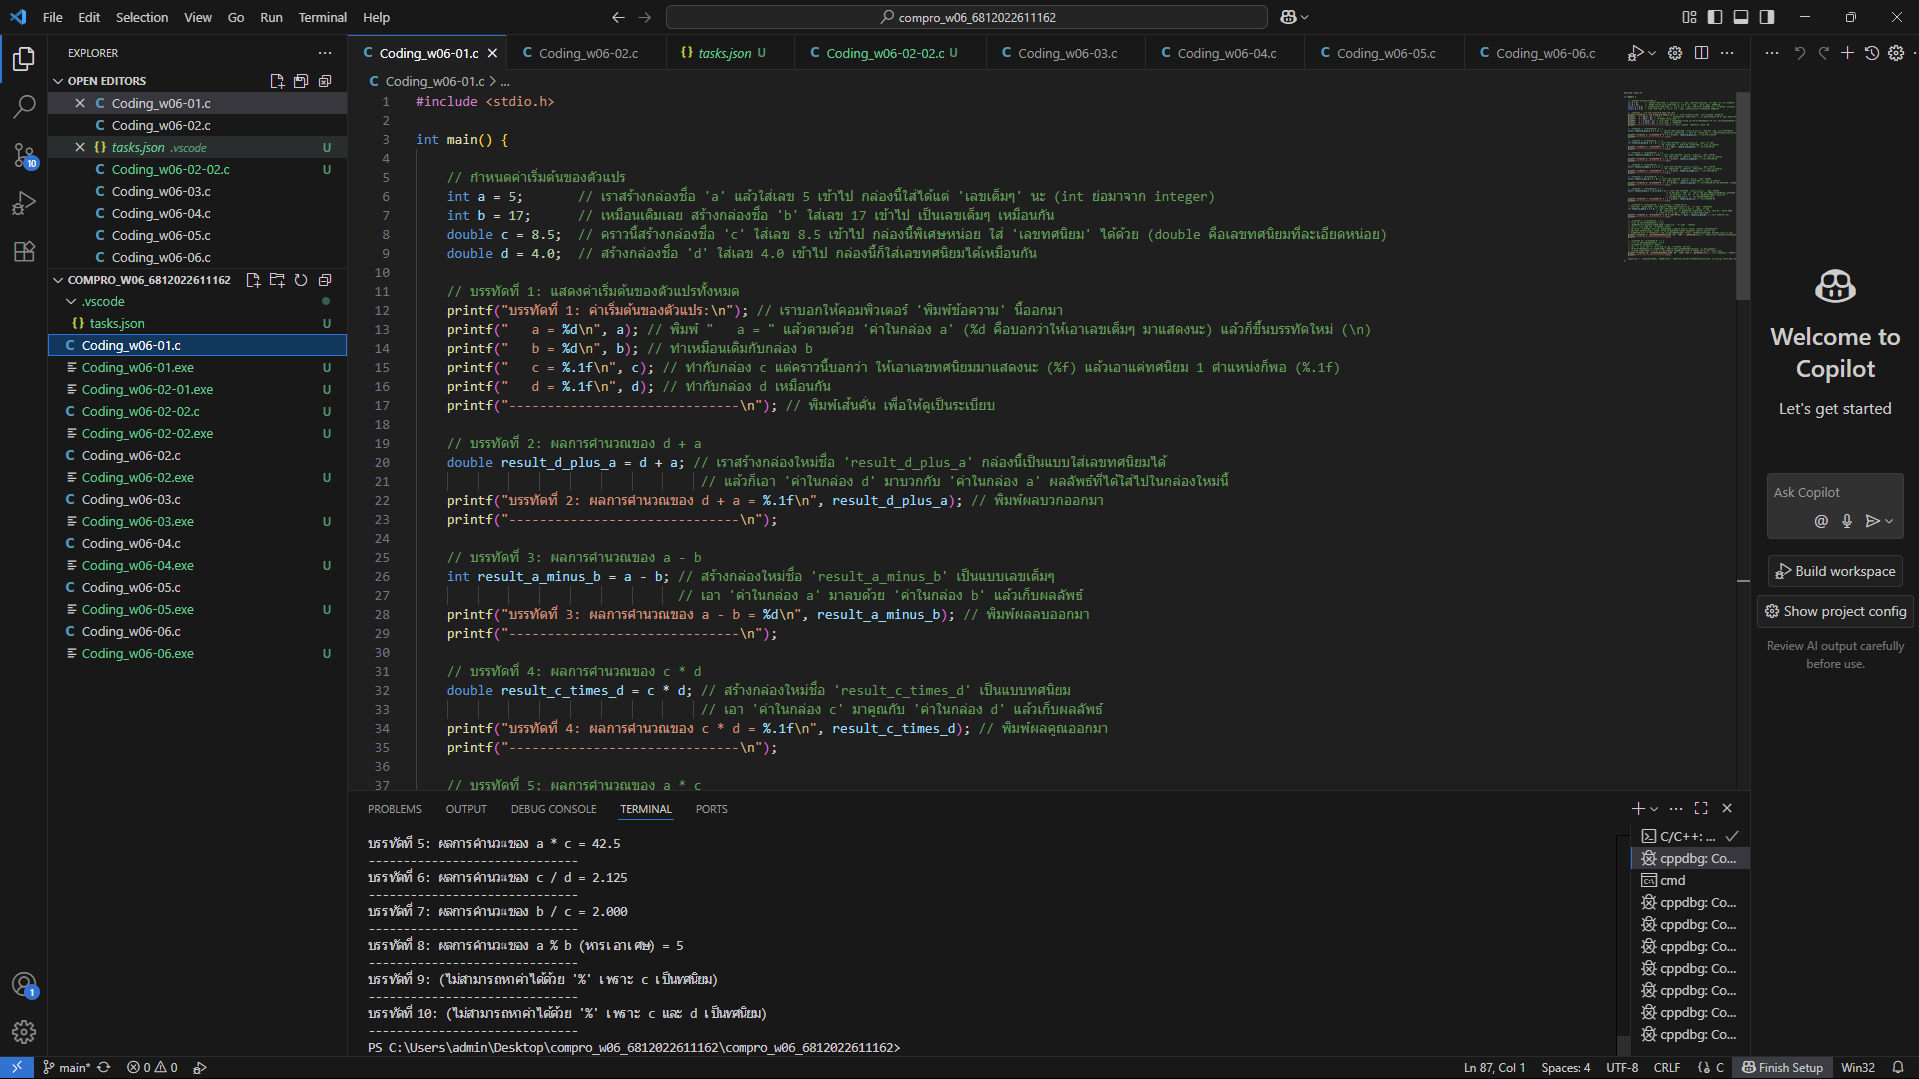 File Edit Selection View Go Run Terminal Help
compro_w06_6812022611162
EXPLORER
OPEN EDITORS
Coding_w06-01.c
Coding_w06-02.c
tasks.json .vscode U
Coding_w06-02-02.c U
Coding_w06-03.c
Coding_w06-04.c
Coding_w06-05.c
Coding_w06-06.c
COMPRO_W06_6812022611162
.vscode
tasks.json U
Coding_w06-01.c
Coding_w06-01.exe U
Coding_w06-02-01.exe U
Coding_w06-02-02.c U
Coding_w06-02-02.exe U
Coding_w06-02.c
Coding_w06-02.exe U
Coding_w06-03.c
Coding_w06-03.exe U
Coding_w06-04.c
Coding_w06-04.exe U
Coding_w06-05.c
Coding_w06-05.exe U
Coding_w06-06.c
Coding_w06-06.exe U
10
1
Coding_w06-01.c Coding_w06-02.c tasks.json U Coding_w06-02-02.c U Coding_w06-03.c Coding_w06-04.c Coding_w06-05.c Coding_w06-06.c
Coding_w06-01.c > ...
1 #include <stdio.h>
2
3 int main() {
4
5 // กำหนดค่าเริ่มต้นของตัวแปร
6 int a = 5; // เราสร้างกล่องชื่อ 'a' แล้วใส่เลข 5 เข้าไป กล่องนี้ใส่ได้แต่ 'เลขเต็มๆ' นะ (int ย่อมาจาก integer)
7 int b = 17; // เหมือนเดิมเลย สร้างกล่องชื่อ 'b' ใส่เลข 17 เข้าไป เป็นเลขเต็มๆ เหมือนกัน
8 double c = 8.5; // คราวนี้สร้างกล่องชื่อ 'c' ใส่เลข 8.5 เข้าไป กล่องนี้พิเศษหน่อย ใส่ 'เลขทศนิยม' ได้ด้วย (double คือเลขทศนิยมที่ละเอียดหน่อย)
9 double d = 4.0; // สร้างกล่องชื่อ 'd' ใส่เลข 4.0 เข้าไป กล่องนี้ก็ใส่เลขทศนิยมได้เหมือนกัน
10
11 // บรรทัดที่ 1: แสดงค่าเริ่มต้นของตัวแปรทั้งหมด
12 printf("บรรทัดที่ 1: ค่าเริ่มต้นของตัวแปร:\n"); // เราบอกให้คอมพิวเตอร์ 'พิมพ์ข้อความ' นี้ออกมา
13 printf("   a = %d\n", a); // พิมพ์ "   a = " แล้วตามด้วย 'ค่าในกล่อง a' (%d คือบอกว่าให้เอาเลขเต็มๆ มาแสดงนะ) แล้วก็ขึ้นบรรทัดใหม่ (\n)
14 printf("   b = %d\n", b); // ทำเหมือนเดิมกับกล่อง b
15 printf("   c = %.1f\n", c); // ทำกับกล่อง c แต่คราวนี้บอกว่า ให้เอาเลขทศนิยมมาแสดงนะ (%f) แล้วเอาแค่ทศนิยม 1 ตำแหน่งก็พอ (%.1f)
16 printf("   d = %.1f\n", d); // ทำกับกล่อง d เหมือนกัน
17 printf("------------------------------\n"); // พิมพ์เส้นคั่น เพื่อให้ดูเป็นระเบียบ
18
19 // บรรทัดที่ 2: ผลการคำนวณของ d + a
20 double result_d_plus_a = d + a; // เราสร้างกล่องใหม่ชื่อ 'result_d_plus_a' กล่องนี้เป็นแบบใส่เลขทศนิยมได้
21 // แล้วก็เอา 'ค่าในกล่อง d' มาบวกกับ 'ค่าในกล่อง a' ผลลัพธ์ที่ได้ใส่ไปในกล่องใหม่นี้
22 printf("บรรทัดที่ 2: ผลการคำนวณของ d + a = %.1f\n", result_d_plus_a); // พิมพ์ผลบวกออกมา
23 printf("------------------------------\n");
24
25 // บรรทัดที่ 3: ผลการคำนวณของ a - b
26 int result_a_minus_b = a - b; // สร้างกล่องใหม่ชื่อ 'result_a_minus_b' เป็นแบบเลขเต็มๆ
27 // เอา 'ค่าในกล่อง a' มาลบด้วย 'ค่าในกล่อง b' แล้วเก็บผลลัพธ์
28 printf("บรรทัดที่ 3: ผลการคำนวณของ a - b = %d\n", result_a_minus_b); // พิมพ์ผลลบออกมา
29 printf("------------------------------\n");
30
31 // บรรทัดที่ 4: ผลการคำนวณของ c * d
32 double result_c_times_d = c * d; // สร้างกล่องใหม่ชื่อ 'result_c_times_d' เป็นแบบทศนิยม
33 // เอา 'ค่าในกล่อง c' มาคูณกับ 'ค่าในกล่อง d' แล้วเก็บผลลัพธ์
34 printf("บรรทัดที่ 4: ผลการคำนวณของ c * d = %.1f\n", result_c_times_d); // พิมพ์ผลคูณออกมา
35 printf("------------------------------\n");
36
37 // บรรทัดที่ 5: ผลการคำนวณของ a * c
PROBLEMS OUTPUT DEBUG CONSOLE TERMINAL PORTS
บรรทัดที่ 5: ผลการคำนวณของ a * c = 42.5
------------------------------
บรรทัดที่ 6: ผลการคำนวณของ c / d = 2.125
------------------------------
บรรทัดที่ 7: ผลการคำนวณของ b / c = 2.000
------------------------------
บรรทัดที่ 8: ผลการคำนวณของ a % b (หารเอาเศษ) = 5
------------------------------
บรรทัดที่ 9: (ไม่สามารถหาค่าได้ด้วย '%' เพราะ c เป็นทศนิยม)
------------------------------
บรรทัดที่ 10: (ไม่สามารถหาค่าได้ด้วย '%' เพราะ c และ d เป็นทศนิยม)
------------------------------
PS C:\Users\admin\Desktop\compro_w06_6812022611162\compro_w06_6812022611162>
C/C++: ...
cppdbg: Co...
cmd
cppdbg: Co...
cppdbg: Co...
cppdbg: Co...
cppdbg: Co...
cppdbg: Co...
cppdbg: Co...
cppdbg: Co...
Welcome to
Copilot
Let's get started
Ask Copilot
Build workspace
Show project config
Review AI output carefully
before use.
main* 0 0 Ln 87, Col 1 Spaces: 4 UTF-8 CRLF {} C Finish Setup Win32